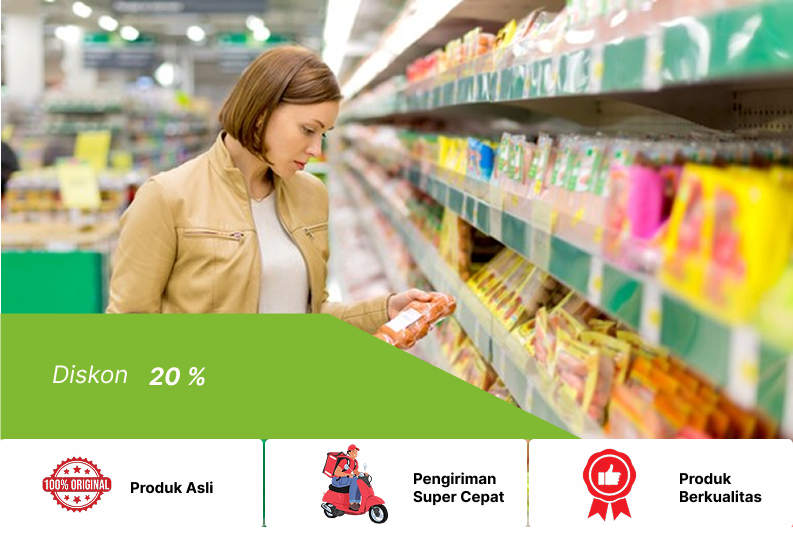 Diskon 20 %
100% ORIGINAL
Produk Asli
Pengiriman
Super Cepat
Produk
Berkualitas